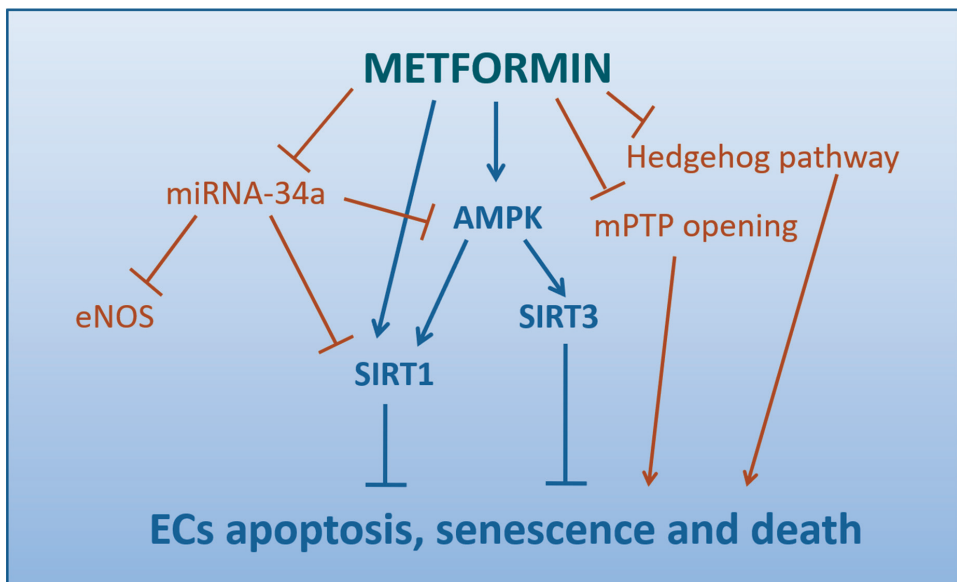 METFORMIN
Hedgehog pathway
miRNA-34a
AMPK
mPTP opening
eNOS
SIRT3
SIRT1
ECs apoptosis, senescence and death